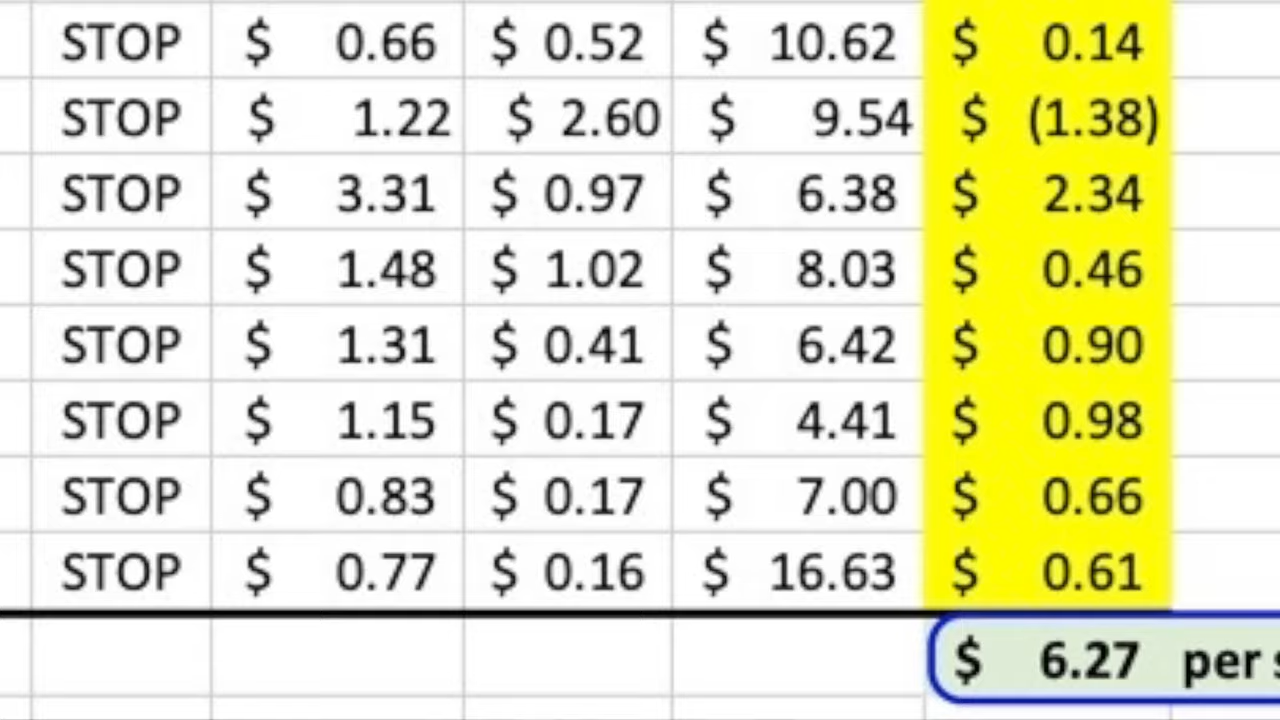 STOP $ 0.66 $ 0.52 $ 10.62 $ 0.14
STOP $ 1.22 $ 2.60 $ 9.54 $ (1.38)
STOP $ 3.31 $ 0.97 $ 6.38 $ 2.34
STOP $ 1.48 $ 1.02 $ 8.03 $ 0.46
STOP $ 1.31 $ 0.41 $ 6.42 $ 0.90
STOP $ 1.15 $ 0.17 $ 4.41 $ 0.98
STOP $ 0.83 $ 0.17 $ 7.00 $ 0.66
STOP $ 0.77 $ 0.16 $ 16.63 $ 0.61
$ 6.27 per